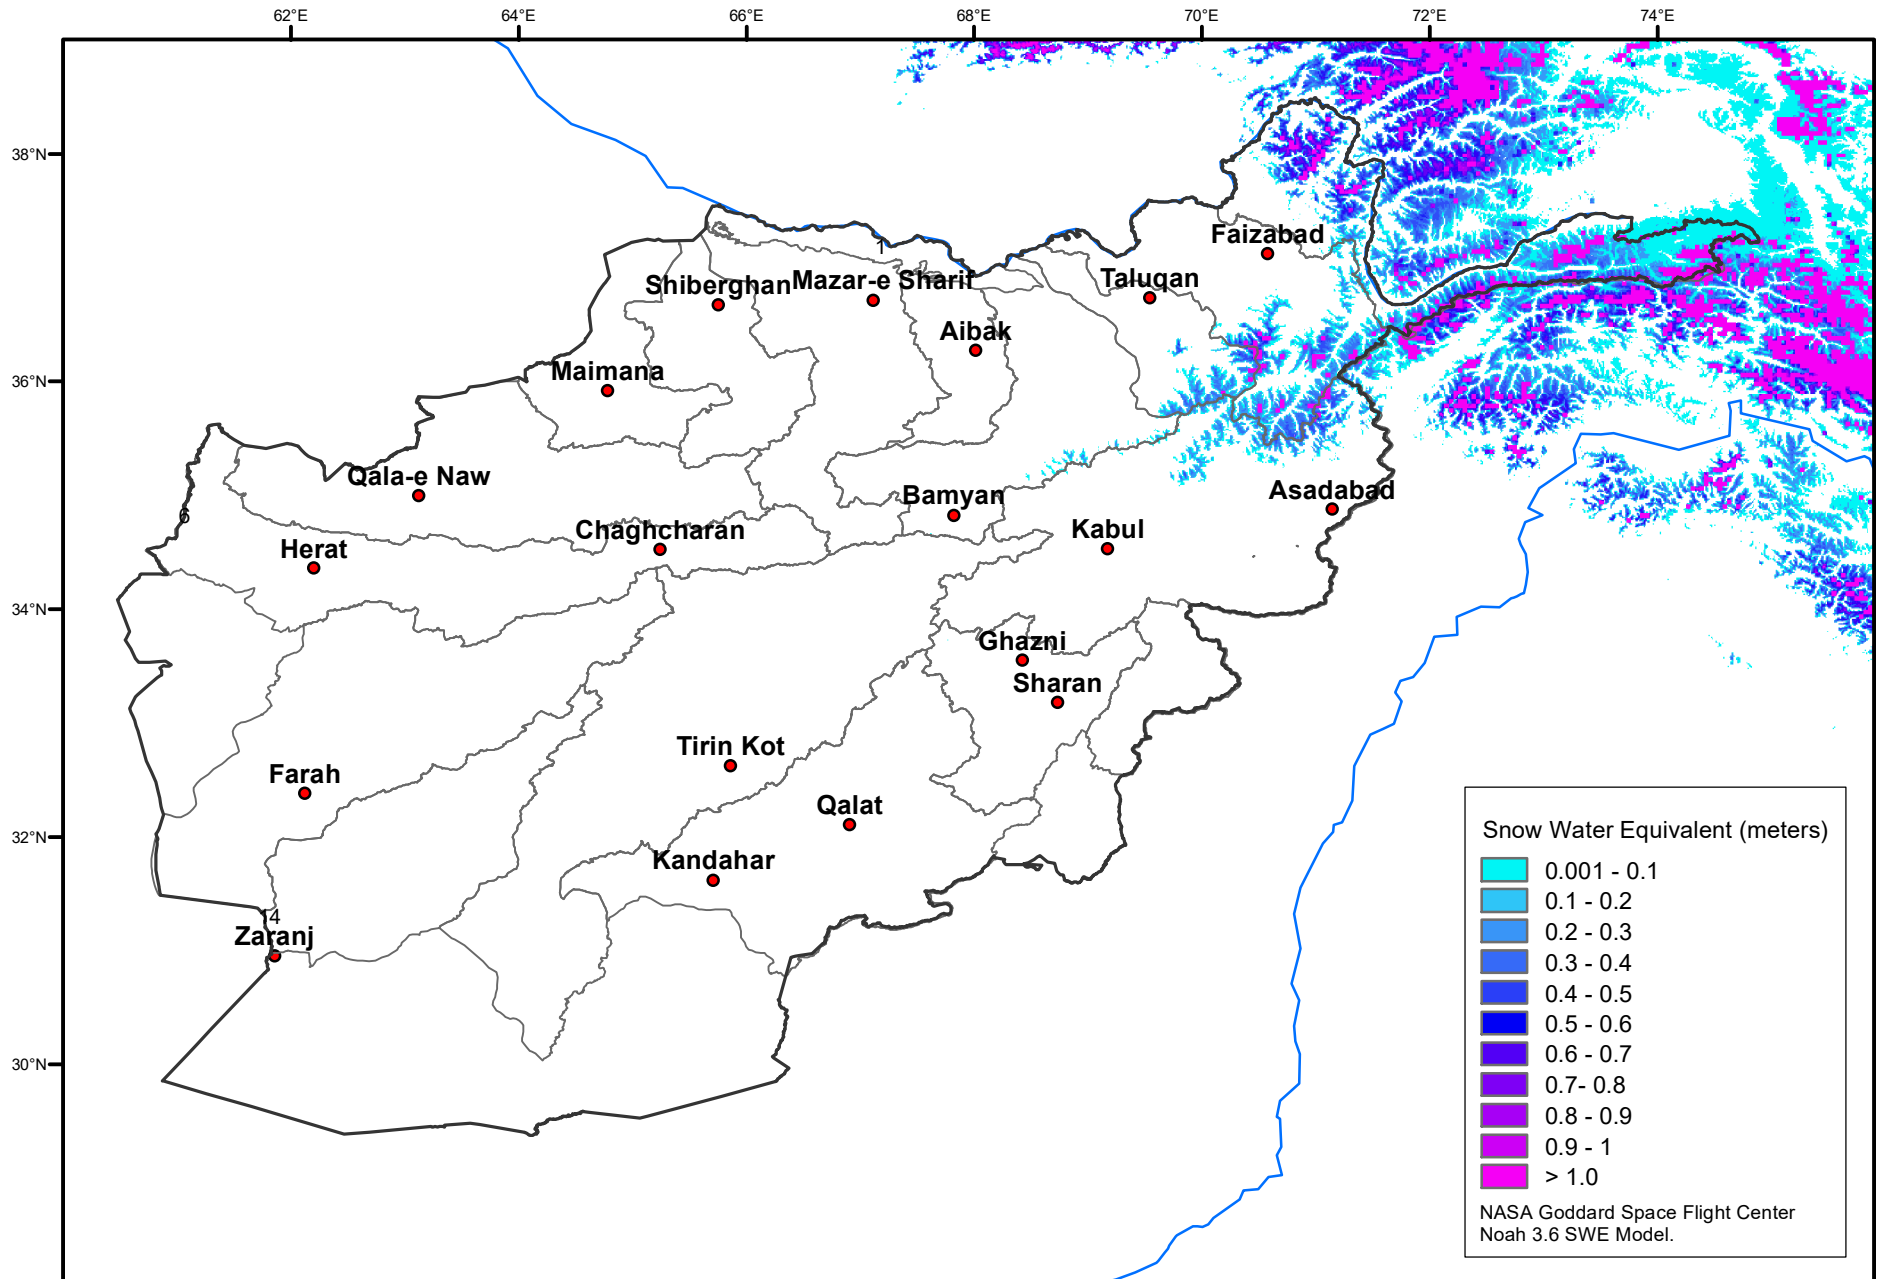 62°E 64°E 66°E 68°E 70°E 72°E 74°E
38°N
Faizabad
1
Shiberghan Mazar-e Sharif Taluqan
Aibak
36°N
Maimana
Qala-e Naw
Bamyan Asadabad
6
Chaghcharan Kabul
Herat
34°N
Ghazni
Sharan
Tirin Kot
Farah
Qalat
32°N
Kandahar
14
Zaranj
30°N
Snow Water Equivalent (meters)
0.001 - 0.1
0.1 - 0.2
0.2 - 0.3
0.3 - 0.4
0.4 - 0.5
0.5 - 0.6
0.6 - 0.7
0.7- 0.8
0.8 - 0.9
0.9 - 1
> 1.0
NASA Goddard Space Flight Center
Noah 3.6 SWE Model.